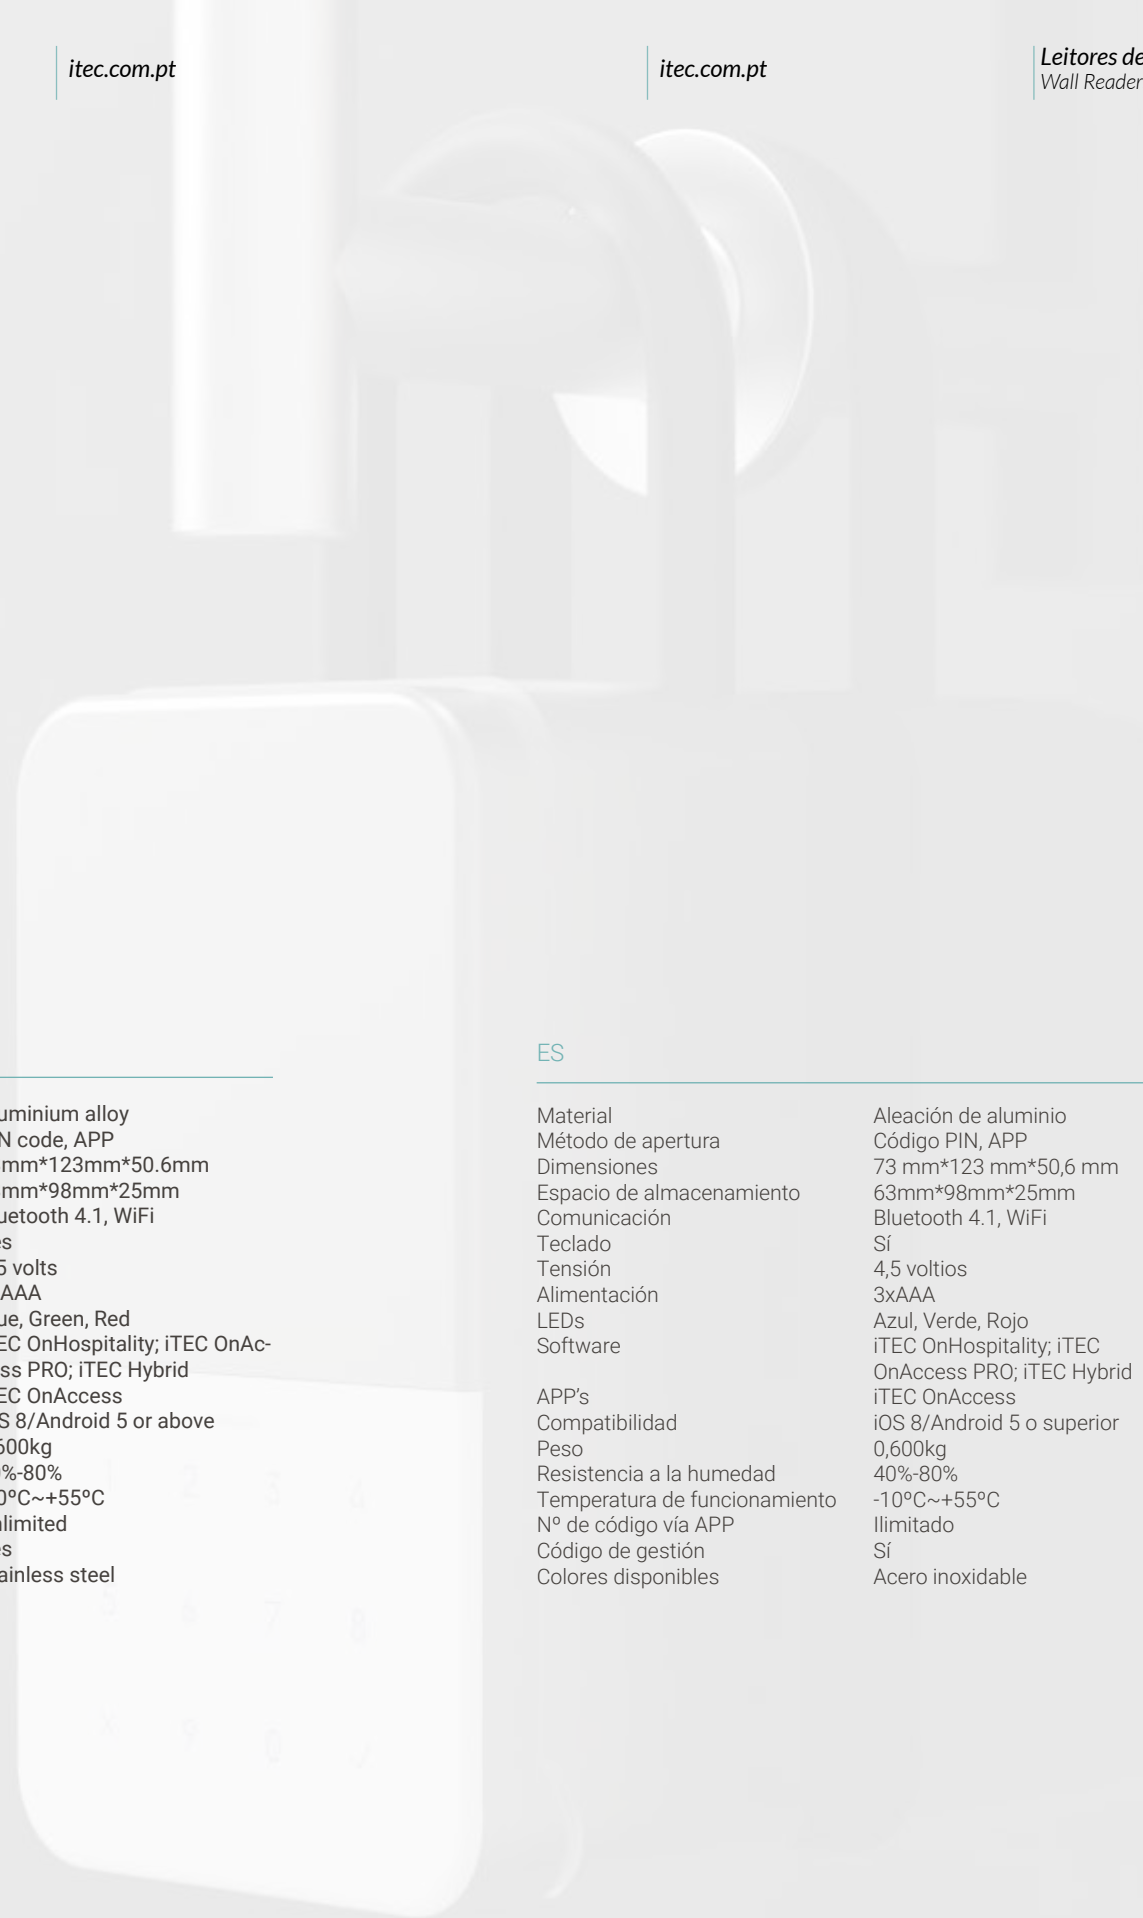 itec.com.pt
itec.com.pt
Leitores de
Wall Reader
uminium alloy
N code, APP
mm*123mm*50.6mm
mm*98mm*25mm
uetooth 4.1, WiFi
es
5 volts
AAA
ue, Green, Red
EC OnHospitality; iTEC OnAc-
ss PRO; iTEC Hybrid
EC OnAccess
S 8/Android 5 or above
600kg
%-80%
0ºC~+55ºC
nlimited
es
ainless steel
ES
Material Aleación de aluminio
Método de apertura Código PIN, APP
Dimensiones 73 mm*123 mm*50,6 mm
Espacio de almacenamiento 63mm*98mm*25mm
Comunicación Bluetooth 4.1, WiFi
Teclado Sí
Tensión 4,5 voltios
Alimentación 3xAAA
LEDs Azul, Verde, Rojo
Software iTEC OnHospitality; iTEC
OnAccess PRO; iTEC Hybrid
APP's iTEC OnAccess
Compatibilidad iOS 8/Android 5 o superior
Peso 0,600kg
Resistencia a la humedad 40%-80%
Temperatura de funcionamiento -10ºC~+55ºC
Nº de código vía APP Ilimitado
Código de gestión Sí
Colores disponibles Acero inoxidable